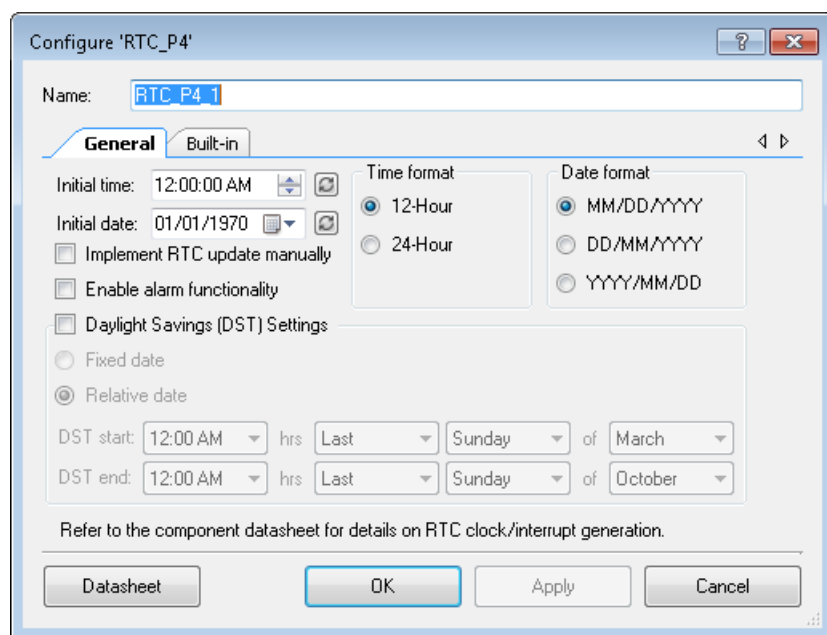 Configure 'RTC_P4'
Name: RTC_P4_1
General Built-in
Initial time: 12:00:00 AM
Initial date: 01/01/1970
Implement RTC update manually
Enable alarm functionality
Time format
12-Hour
24-Hour
Date format
MM/DD/YYYY
DD/MM/YYYY
YYYY/MM/DD
Daylight Savings (DST) Settings
Fixed date
Relative date
DST start: 12:00 AM hrs Last Sunday of March
DST end: 12:00 AM hrs Last Sunday of October
Refer to the component datasheet for details on RTC clock/interrupt generation.
Datasheet OK Apply Cancel